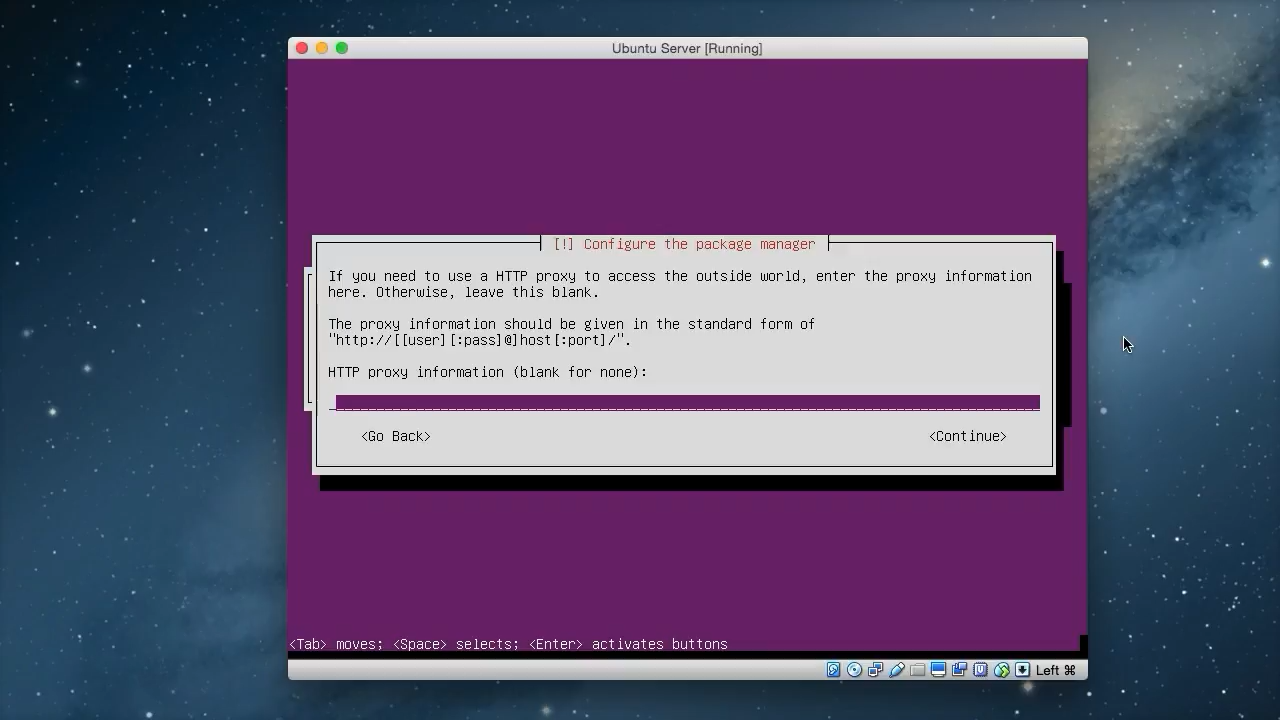 Ubuntu Server [Running]
[!] Configure the package manager
If you need to use a HTTP proxy to access the outside world, enter the proxy information
here. Otherwise, leave this blank.
The proxy information should be given in the standard form of
"http://[[user][:pass]@]host[:port]/".
HTTP proxy information (blank for none):
<Go Back> <Continue>
<Tab> moves; <Space> selects; <Enter> activates buttons
Left ⌘